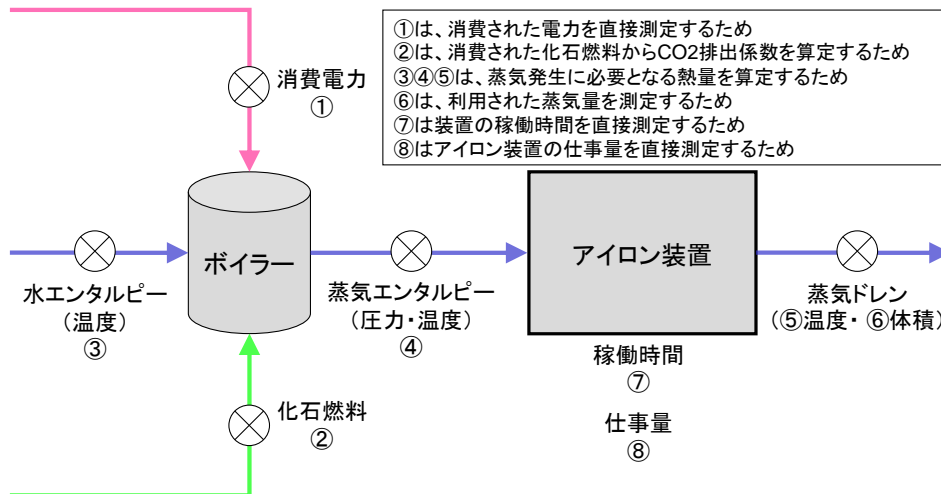 ①は、消費された電力を直接測定するため
②は、消費された化石燃料からCO2排出係数を算定するため
③④⑤は、蒸気発生に必要となる熱量を算定するため
⑥は、利用された蒸気量を測定するため
⑦は装置の稼働時間を直接測定するため
⑧はアイロン装置の仕事量を直接測定するため
消費電力
①
ボイラー
アイロン装置
水エンタルピー
（温度）
③
蒸気エンタルピー
（圧力・温度）
④
蒸気ドレン
（⑤温度・ ⑥体積）
稼働時間
⑦
化石燃料
②
仕事量
⑧